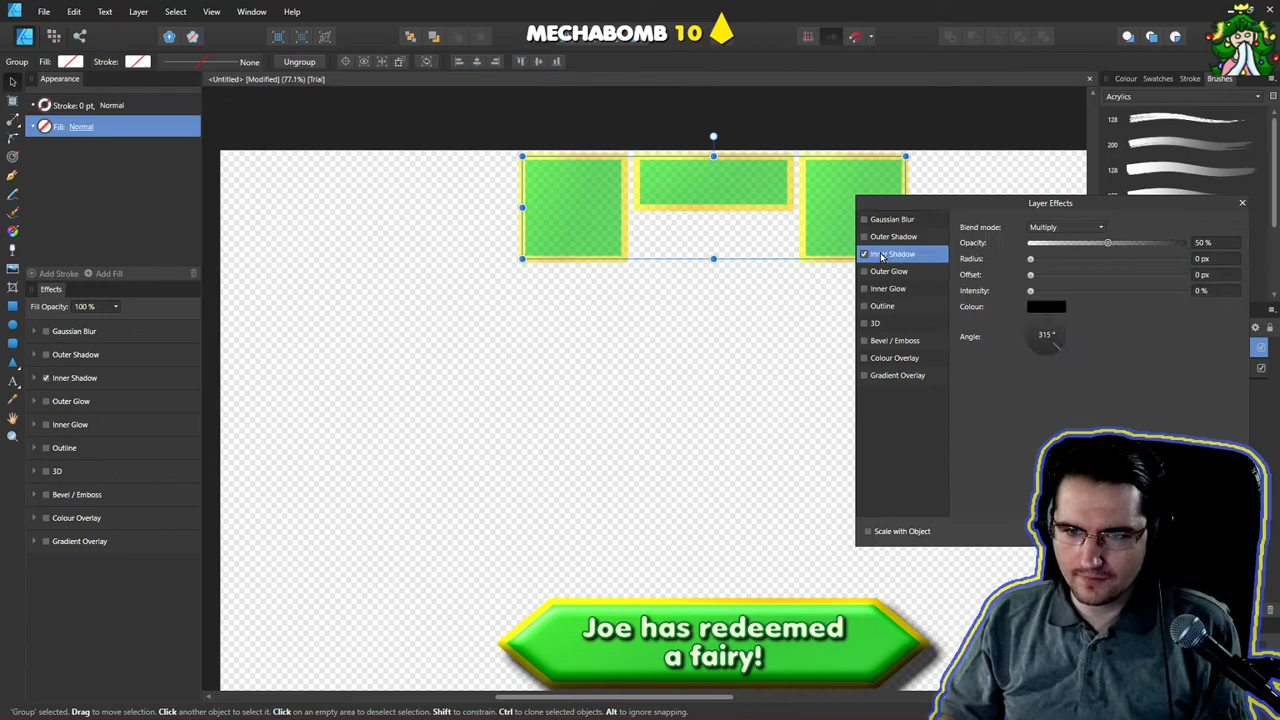 File Edit Text Layer Select View Window Help
MECHABOMB 10
Group Fill: Stroke: None Ungroup
Appearance
<Untitled> [Modified] (77.1%) [Trial]
Colour Swatches Stroke Brushes
Stroke: 0 pt, Normal
Fill: Normal
Acrylics
128
200
128
Add Stroke Add Fill
Effects
Fill Opacity: 100 %
Gaussian Blur
Outer Shadow
Inner Shadow
Outer Glow
Inner Glow
Outline
3D
Bevel / Emboss
Colour Overlay
Gradient Overlay
Layer Effects
Gaussian Blur
Outer Shadow
Inner Shadow
Outer Glow
Inner Glow
Outline
3D
Bevel / Emboss
Colour Overlay
Gradient Overlay
Blend mode: Multiply
Opacity: 50 %
Radius: 0 px
Offset: 0 px
Intensity: 0 %
Colour:
Angle: 315 °
Scale with Object
Joe has redeemed
a fairy!
'Group' selected. Drag to move selection. Click another object to select it. Click on an empty area to deselect selection. Shift to constrain. Ctrl to clone selected objects. Alt to ignore snapping.